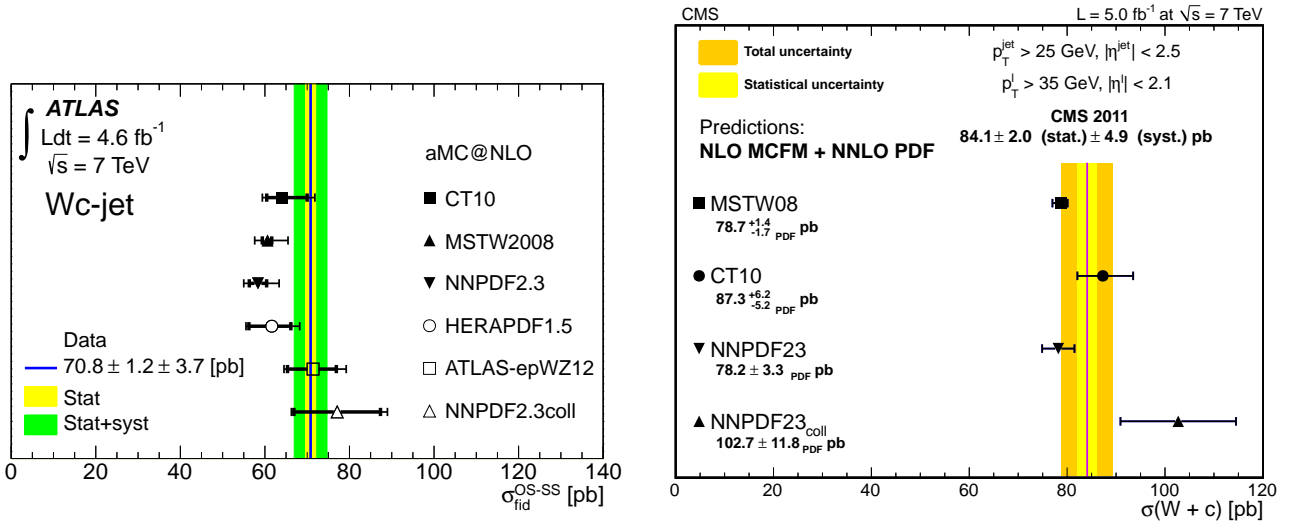 ATLAS
∫ Ldt = 4.6 fb⁻¹
√s = 7 TeV
Wc-jet
aMC@NLO
CT10
MSTW2008
NNPDF2.3
HERAPDF1.5
ATLAS-epWZ12
NNPDF2.3coll
Data
70.8 ± 1.2 ± 3.7 [pb]
Stat
Stat+syst
0 20 40 60 80 100 120 140
σ_fid^OS-SS [pb]
CMS L = 5.0 fb⁻¹ at √s = 7 TeV
Total uncertainty
Statistical uncertainty
p_T^jet > 25 GeV, |η^jet| < 2.5
p_T^l > 35 GeV, |η^l| < 2.1
CMS 2011
84.1 ± 2.0 (stat.) ± 4.9 (syst.) pb
Predictions:
NLO MCFM + NNLO PDF
MSTW08
78.7 +1.4 -1.7 PDF pb
CT10
87.3 +6.2 -5.2 PDF pb
NNPDF23
78.2 ± 3.3 PDF pb
NNPDF23coll
102.7 ± 11.8 PDF pb
0 20 40 60 80 100 120
σ(W + c) [pb]